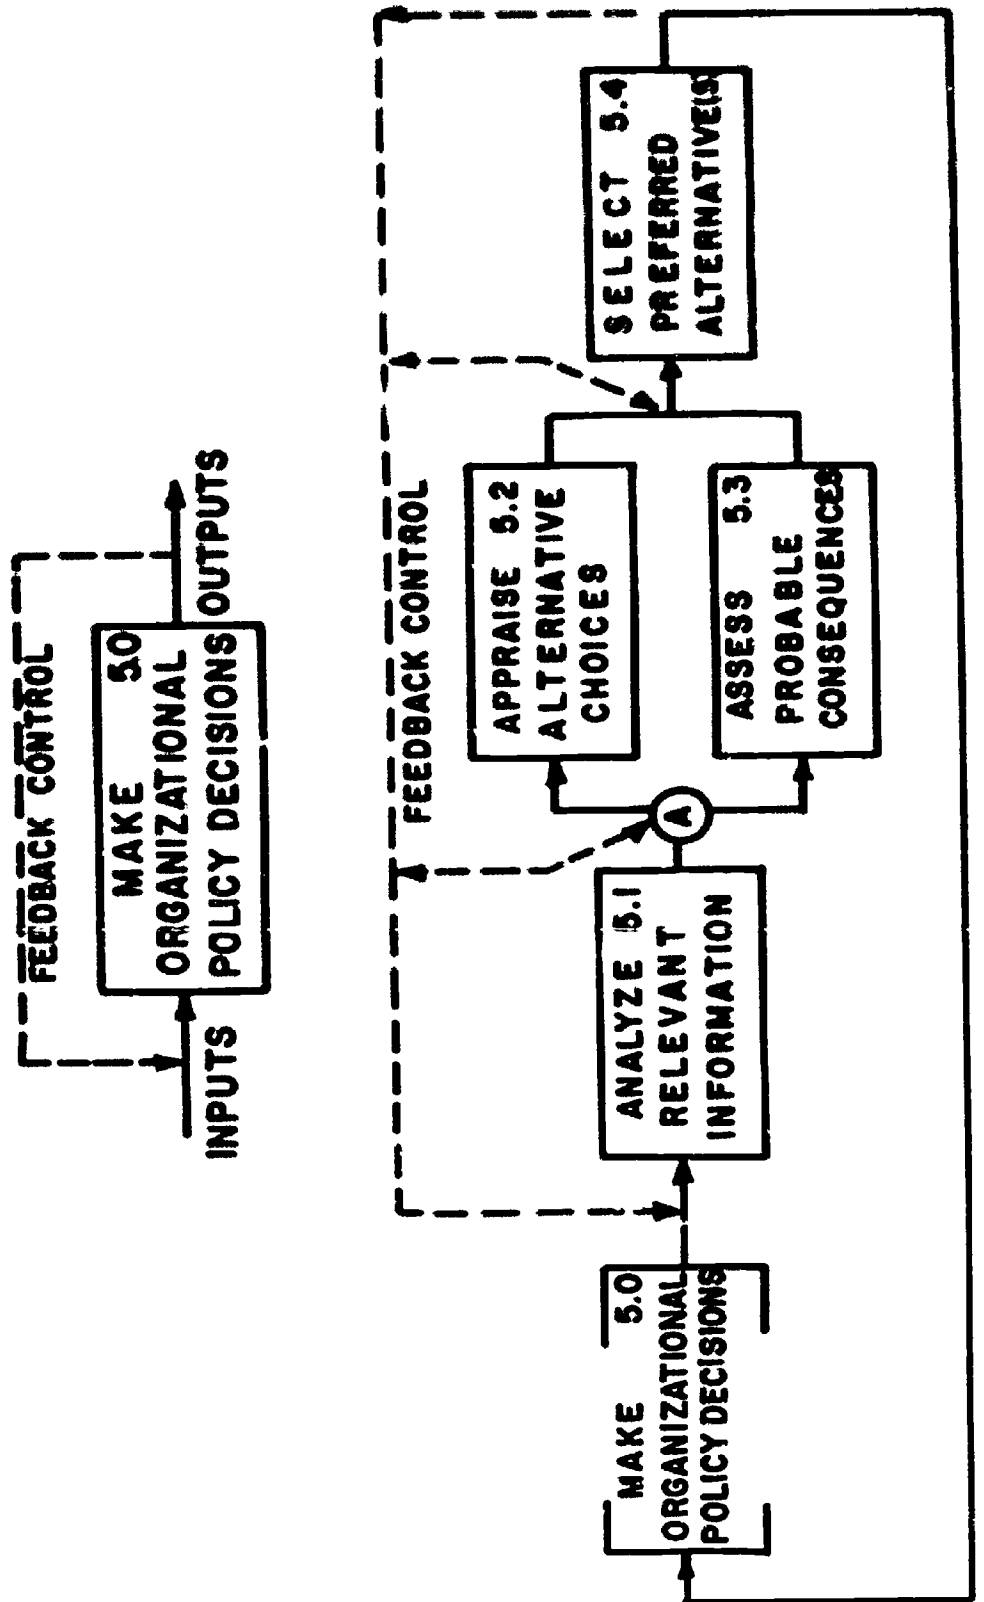 FEEDBACK CONTROL
MAKE 5.0
ORGANIZATIONAL
POLICY DECISIONS
INPUTS
OUTPUTS
FEEDBACK CONTROL
MAKE 5.0
ORGANIZATIONAL
POLICY DECISIONS
ANALYZE 5.1
RELEVANT
INFORMATION
A
APPRAISE 5.2
ALTERNATIVE
CHOICES
ASSESS 5.3
PROBABLE
CONSEQUENCES
SELECT 5.4
PREFERRED
ALTERNATIVE(S)